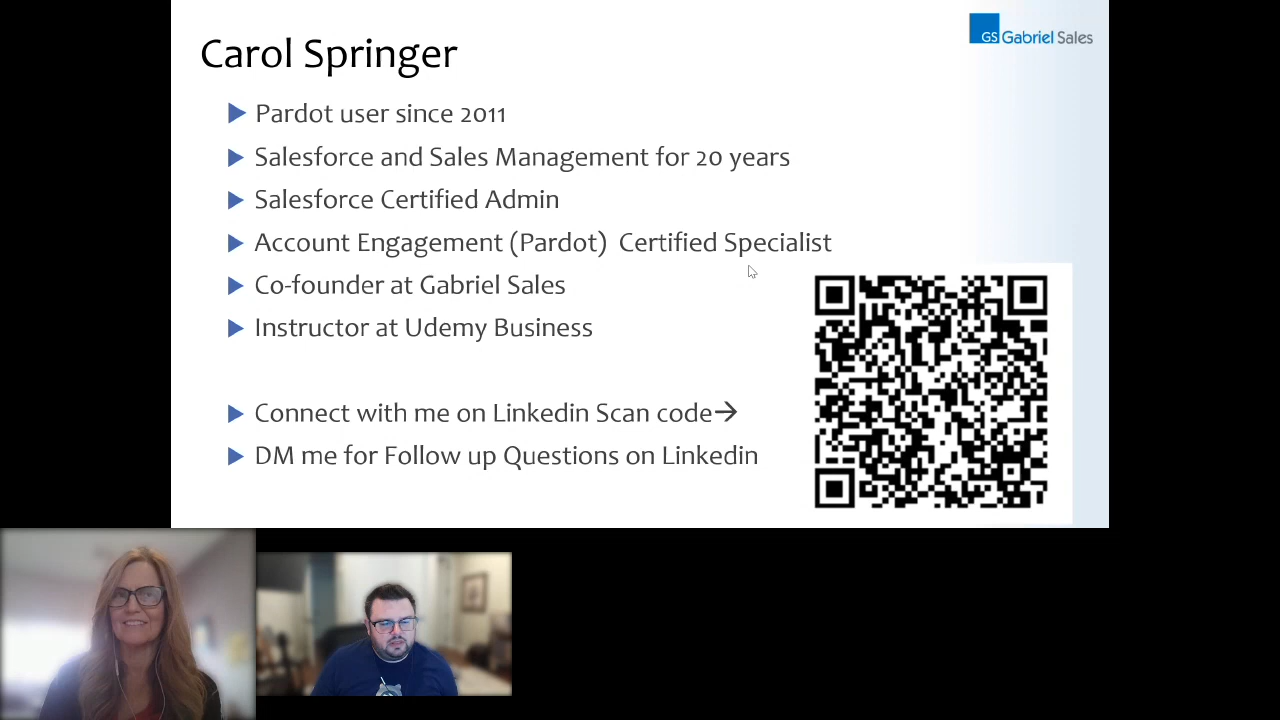 Carol Springer
GS Gabriel Sales
Pardot user since 2011
Salesforce and Sales Management for 20 years
Salesforce Certified Admin
Account Engagement (Pardot) Certified Specialist
Co-founder at Gabriel Sales
Instructor at Udemy Business
Connect with me on Linkedin Scan code→
DM me for Follow up Questions on Linkedin